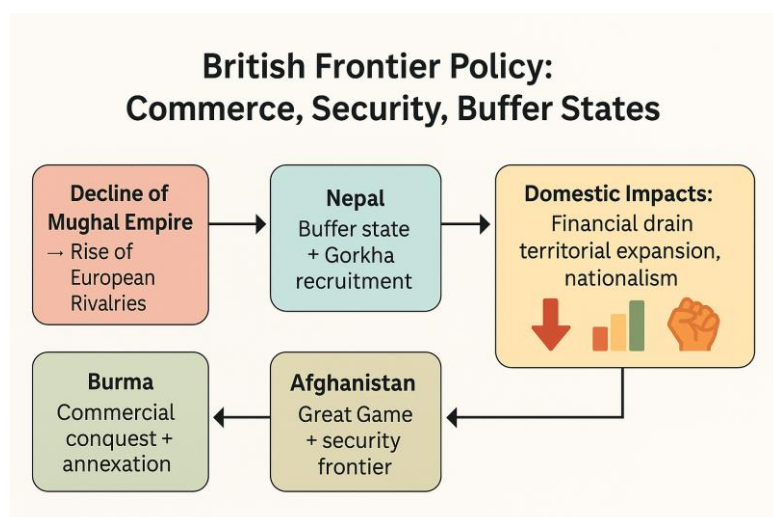 British Frontier Policy:
Commerce, Security, Buffer States
Decline of
Mughal Empire
→ Rise of
European
Rivalries
Nepal
Buffer state
+ Gorkha
recruitment
Domestic Impacts:
Financial drain
territorial expansion,
nationalism
Burma
Commercial
conquest +
annexation
Afghanistan
Great Game
+ security
frontier